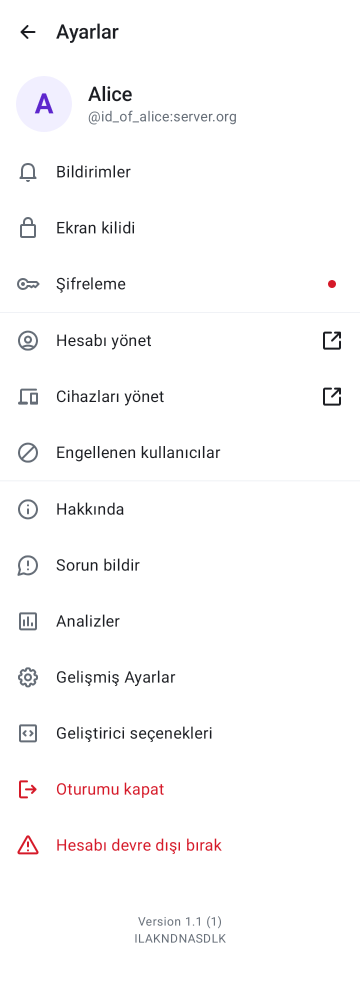 Ayarlar
A
Alice
@id_of_alice:server.org
Bildirimler
Ekran kilidi
Şifreleme
Hesabı yönet
Cihazları yönet
Engellenen kullanıcılar
Hakkında
Sorun bildir
Analizler
Gelişmiş Ayarlar
Geliştirici seçenekleri
Oturumu kapat
Hesabı devre dışı bırak
Version 1.1 (1)
ILAKNDNASDLK